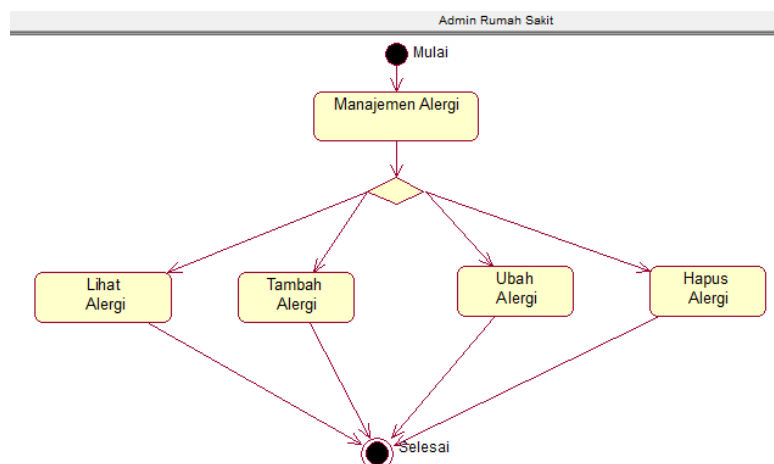 Admin Rumah Sakit
Mulai
Manajemen Alergi
Lihat
Alergi
Tambah
Alergi
Ubah
Alergi
Hapus
Alergi
Selesai